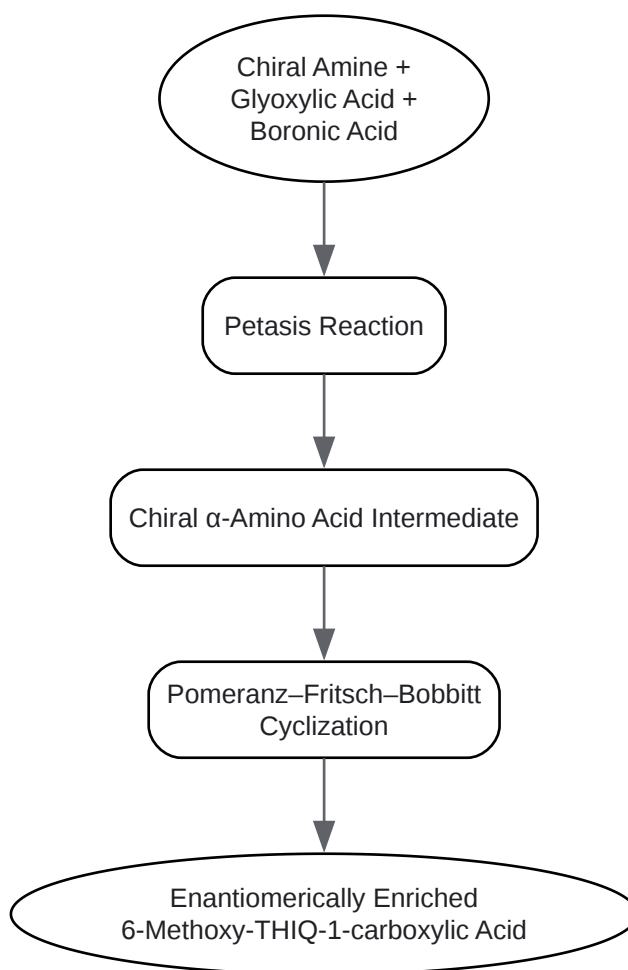 Chiral Amine +
Glyoxylic Acid +
Boronic Acid
Petasis Reaction
Chiral α-Amino Acid Intermediate
Pomeranz–Fritsch–Bobbitt
Cyclization
Enantiomerically Enriched
6-Methoxy-THIQ-1-carboxylic Acid